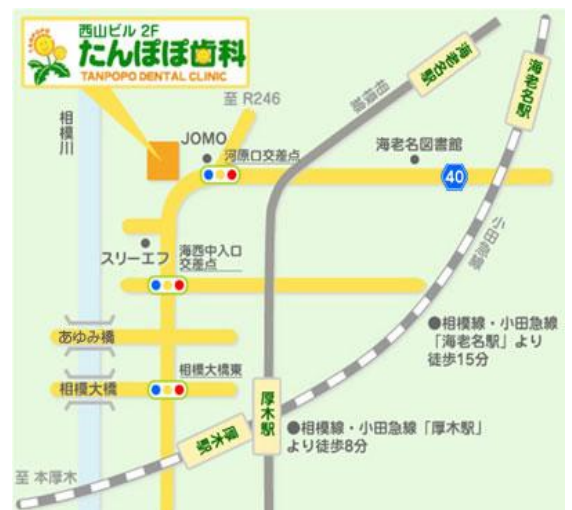 西山ビル 2F
たんぽぽ歯科
TANPOPO DENTAL CLINIC
TANPOPO
至 R246
相模線
海老名駅
海老名駅
相模川
JOMO
河原口交差点
海老名図書館
40
小田急線
スリーエフ
海西中入口
交差点
あゆみ橋
●相模線・小田急線
「海老名駅」より
徒歩15分
相模大橋東
相模大橋
厚木駅
厚木駅
●相模線・小田急線「厚木駅」
より徒歩8分
至 本厚木